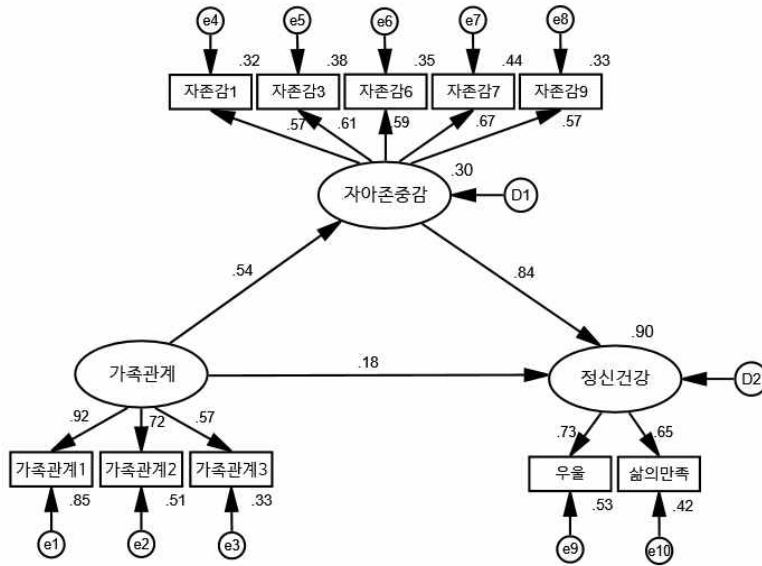 e4 e5 e6 e7 e8
.32 .38 .35 .44 .33
자존감1 자존감3 자존감6 자존감7 자존감9
.57 .61 .59 .67 .57
.30
자아존중감 D1
.54 .84
.90
가족관계 .18 정신건강 D2
.92 .72 .57 .73 .65
가족관계1 가족관계2 가족관계3 우울 삶의만족
.85 .51 .33 .53 .42
e1 e2 e3 e9 e10